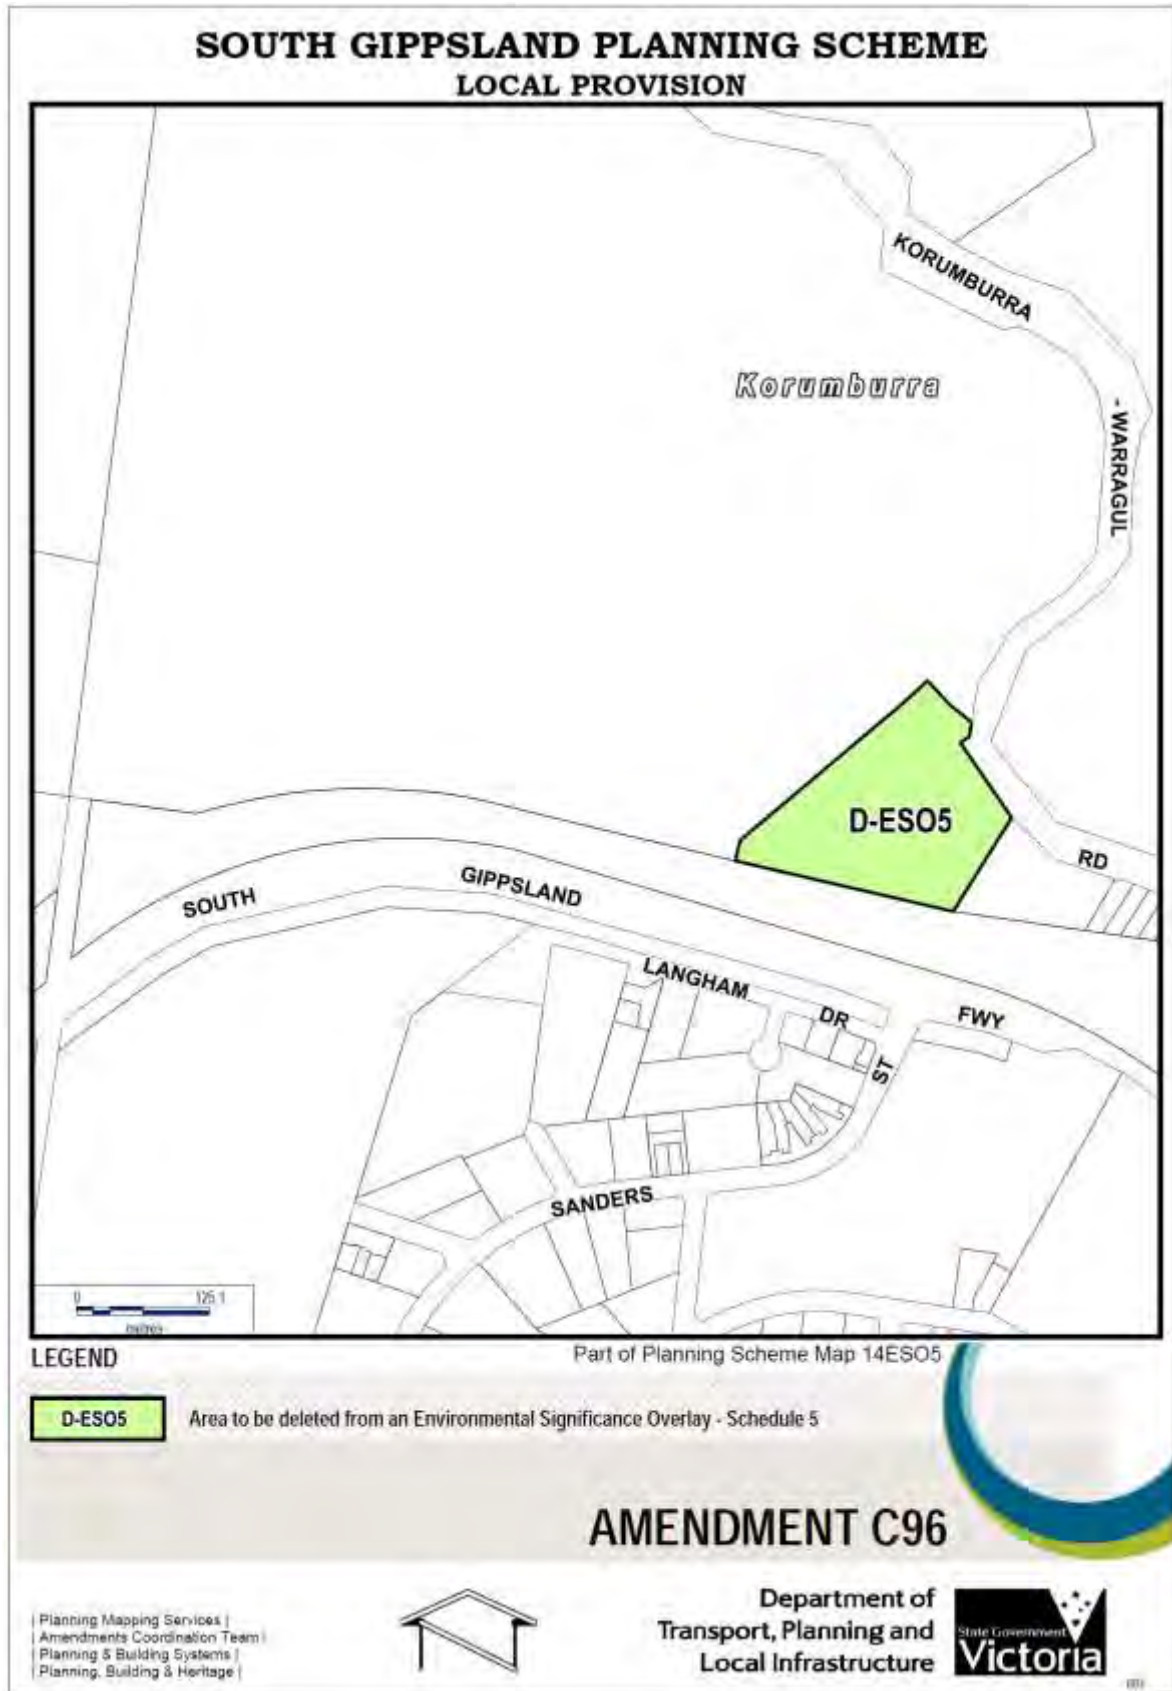 SOUTH GIPPSLAND PLANNING SCHEME
LOCAL PROVISION
KORUMBURRA
Korumburra
- WARRAGUL
D-ESO5
RD
SOUTH
GIPPSLAND
LANGHAM
DR
FWY
ST
SANDERS
0 125.1
metres
LEGEND
Part of Planning Scheme Map 14ESO5
D-ESO5 Area to be deleted from an Environmental Significance Overlay - Schedule 5
AMENDMENT C96
| Planning Mapping Services |
| Amendments Coordination Team |
| Planning & Building Systems |
| Planning, Building & Heritage |
Department of
Transport, Planning and
Local Infrastructure
State Government
Victoria